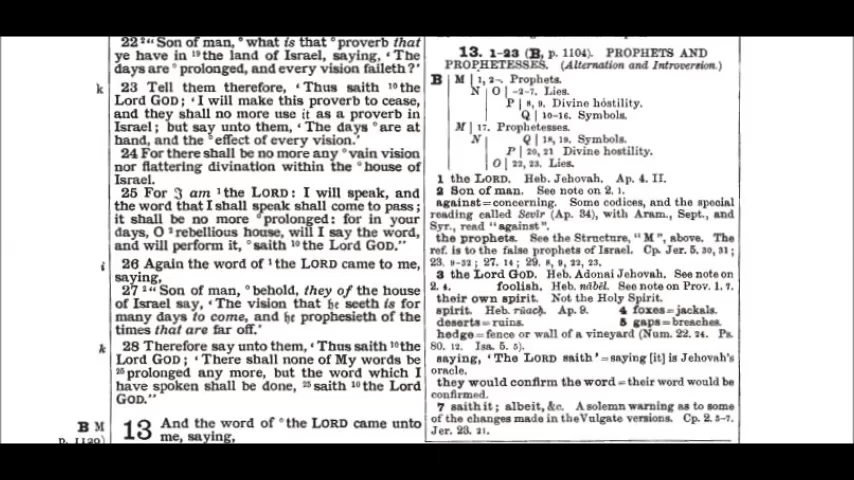 22 ²“Son of man, °what is that °proverb that
ye have in ¹⁹the land of Israel, saying, ‘The
days are °prolonged, and every vision faileth?’
k
23 Tell them therefore, ‘Thus saith ¹⁰the
Lord GOD; ‘I will make this proverb to cease,
and they shall no more use it as a proverb in
Israel; but say unto them, ‘The days °are at
hand, and the °effect of every vision.’
24 For there shall be no more any °vain vision
nor flattering divination within the °house of
Israel.
25 For I am ¹the LORD: I will speak, and
the word that I shall speak shall come to pass;
it shall be no more °prolonged: for in your
days, O ²rebellious house, will I say the word,
and will perform it, °saith ¹⁰the Lord GOD.”
i
26 Again the word of ¹the LORD came to me,
saying,
27 ²“Son of man, °behold, they of the house
of Israel say, ‘The vision that he seeth is for
many days to come, and he prophesieth of the
times that are far off.’
k
28 Therefore say unto them, ‘Thus saith ¹⁰the
Lord GOD; ‘There shall none of My words be
²⁵prolonged any more, but the word which I
have spoken shall be done, ²⁵saith ¹⁰the Lord
GOD.”
B M
p. 1129
13 And the word of °the LORD came unto
me, saying,
13. 1-23 (B, p. 1104). PROPHETS AND
PROPHETESSES. (Alternation and Introversion.)
B | M | 1, 2-. Prophets.
N | O | -2-7. Lies.
P | 8, 9. Divine hostility.
Q | 10-16. Symbols.
M | 17. Prophetesses.
N | Q | 18, 19. Symbols.
P | 20, 21 Divine hostility.
O | 22, 23. Lies.
1 the LORD. Heb. Jehovah. Ap. 4. II.
2 Son of man. See note on 2. 1.
against=concerning. Some codices, and the special
reading called Sevir (Ap. 34), with Aram., Sept., and
Syr., read “against”.
the prophets. See the Structure, “M”, above. The
ref. is to the false prophets of Israel. Cp. Jer. 5. 30, 31;
23. 9-32; 27. 14; 29. 8, 9, 22, 23.
3 the Lord GOD. Heb. Adonai Jehovah. See note on
2. 4. foolish. Heb. nābēl. See note on Prov. 1. 7.
their own spirit. Not the Holy Spirit.
spirit. Heb. rūach. Ap. 9. 4 foxes=jackals.
deserts=ruins. 5 gaps=breaches.
hedge=fence or wall of a vineyard (Num. 22. 24. Ps.
80. 12. Isa. 5. 5).
saying, ‘The LORD saith’=saying [it] is Jehovah’s
oracle.
they would confirm the word=their word would be
confirmed.
7 saith it; albeit, &c. A solemn warning as to some
of the changes made in the Vulgate versions. Cp. 2. 5-7.
Jer. 23. 21.